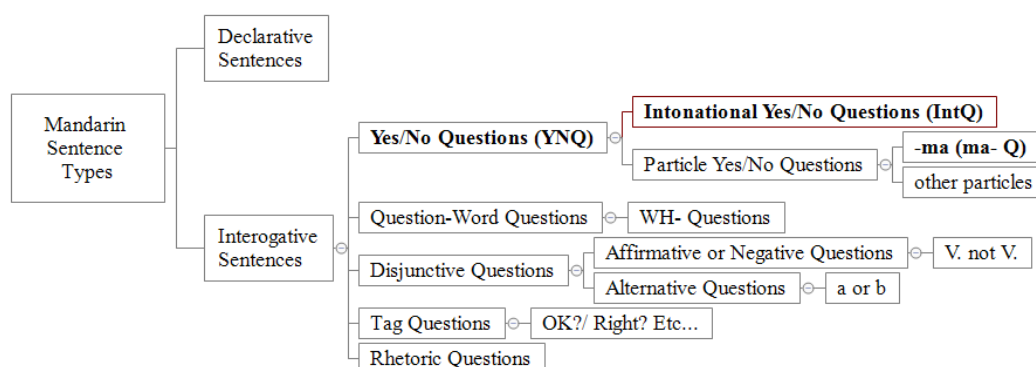 Mandarin
Sentence
Types
Declarative
Sentences
Interogative
Sentences
Yes/No Questions (YNQ)
Intonational Yes/No Questions (IntQ)
Particle Yes/No Questions
-ma (ma- Q)
other particles
Question-Word Questions
WH- Questions
Disjunctive Questions
Affirmative or Negative Questions
V. not V.
Alternative Questions
a or b
Tag Questions
OK?/ Right? Etc...
Rhetoric Questions